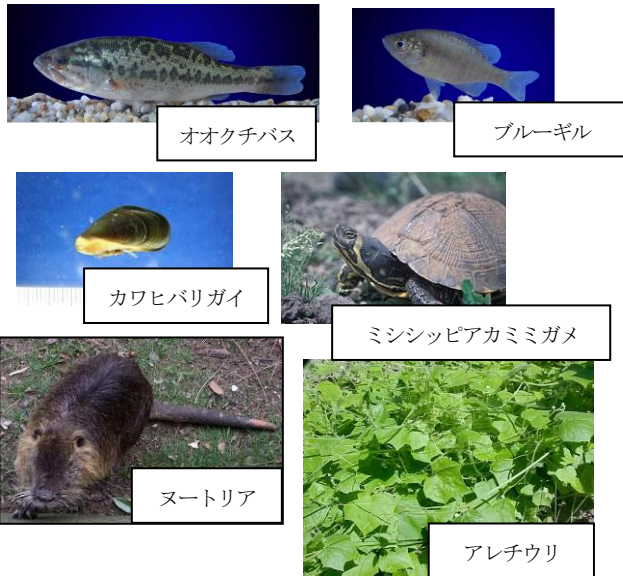 オオクチバス
ブルーギル
カワヒバリガイ
ミシシッピアカミミガメ
ヌートリア
アレチウリ